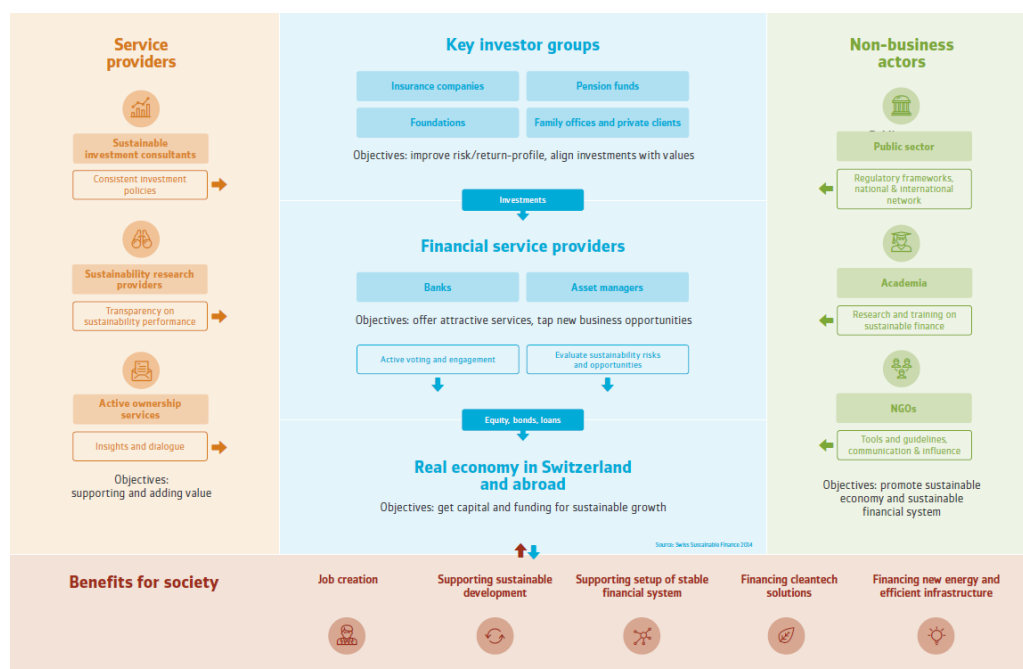 Service
providers
Sustainable
investment consultants
Consistent investment
policies
Sustainability research
providers
Transparency on
sustainability performance
Active ownership
services
Insights and dialogue
Objectives:
supporting and adding value
Key investor groups
Insurance companies
Pension funds
Foundations
Family offices and private clients
Objectives: improve risk/return-profile, align investments with values
Investments
Financial service providers
Banks
Asset managers
Objectives: offer attractive services, tap new business opportunities
Active voting and engagement
Evaluate sustainability risks
and opportunities
Equity, bonds, loans
Real economy in Switzerland
and abroad
Objectives: get capital and funding for sustainable growth
Source: Swiss Sustainable Finance 2014
Non-business
actors
Public sector
Regulatory frameworks,
national & international
network
Academia
Research and training on
sustainable finance
NGOs
Tools and guidelines,
communication & influence
Objectives: promote sustainable
economy and sustainable
financial system
Benefits for society
Job creation
Supporting sustainable
development
Supporting setup of stable
financial system
Financing cleantech
solutions
Financing new energy and
efficient infrastructure